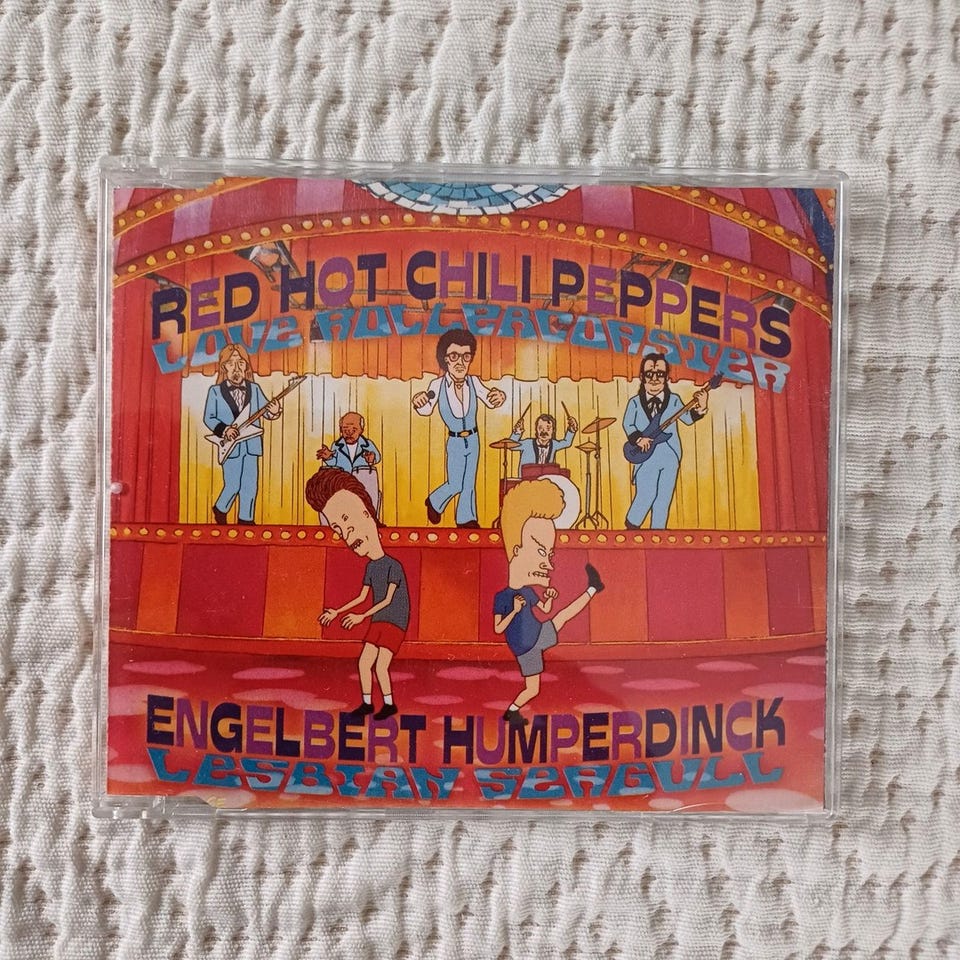 RED HOT CHILI PEPPERS
LOVE ROLLERCOASTER
ENGELBERT HUMPERDINCK
LESBIAN SEAGULL